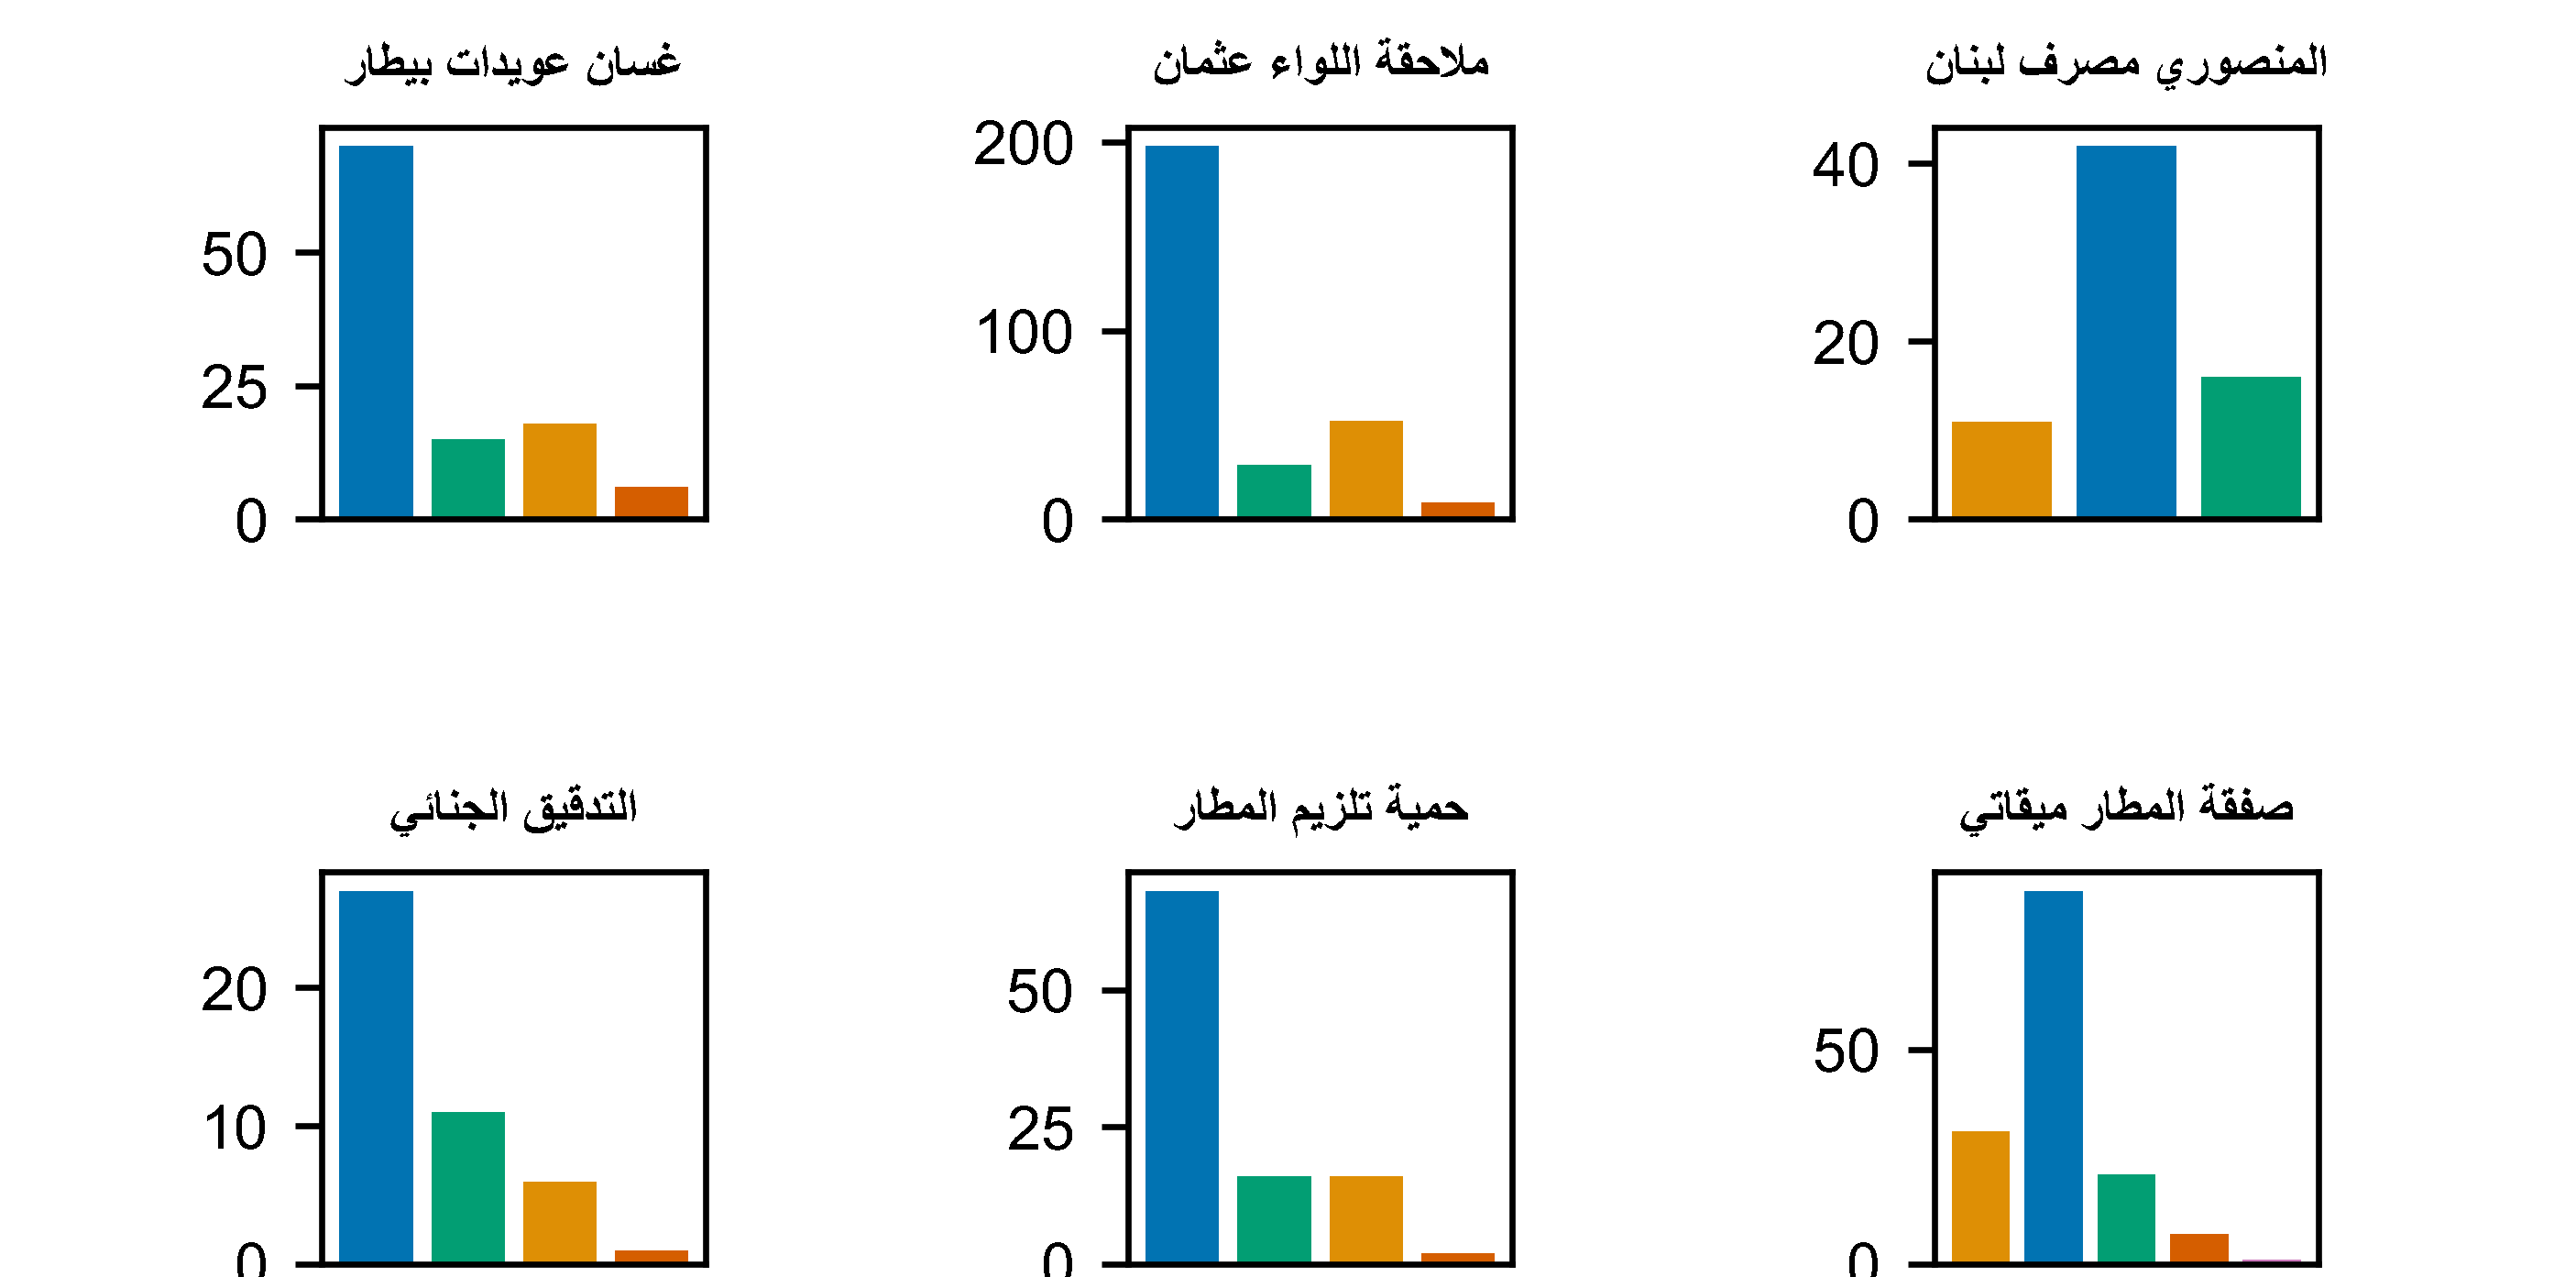 غسان عويدات بيطار
50
25
0
ملاحقة اللواء عثمان
200
100
0
المنصوري مصرف لبنان
40
20
0
التدقيق الجنائي
20
10
0
حمية تلزيم المطار
50
25
0
صفقة المطار ميقاتي
50
0